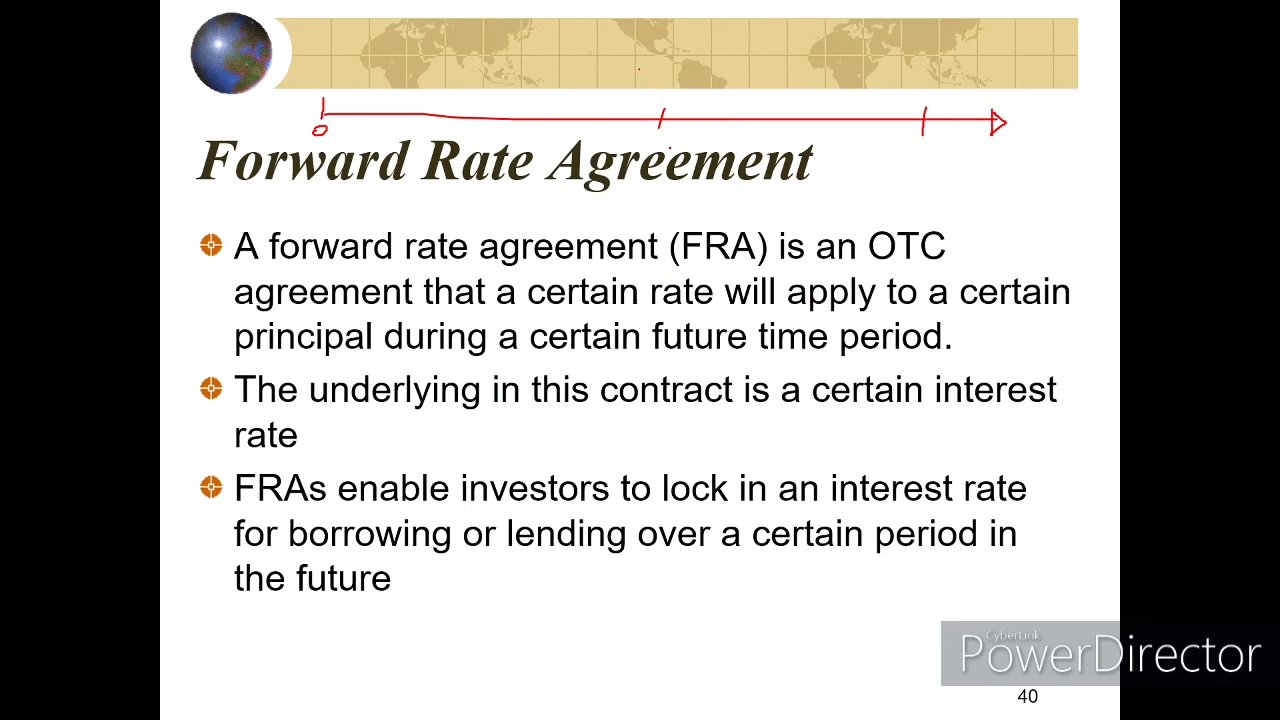 0
Forward Rate Agreement
A forward rate agreement (FRA) is an OTC
agreement that a certain rate will apply to a certain
principal during a certain future time period.
The underlying in this contract is a certain interest
rate
FRAs enable investors to lock in an interest rate
for borrowing or lending over a certain period in
the future
CyberLink
PowerDirector
40